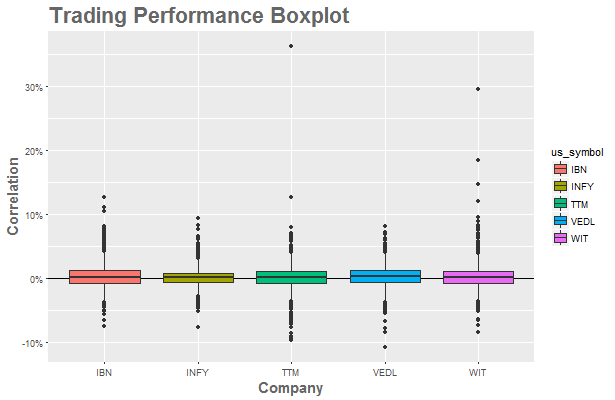 Trading Performance Boxplot
Correlation
30%
20%
10%
0%
-10%
IBN
INFY
TTM
VEDL
WIT
Company
us_symbol
IBN
INFY
TTM
VEDL
WIT